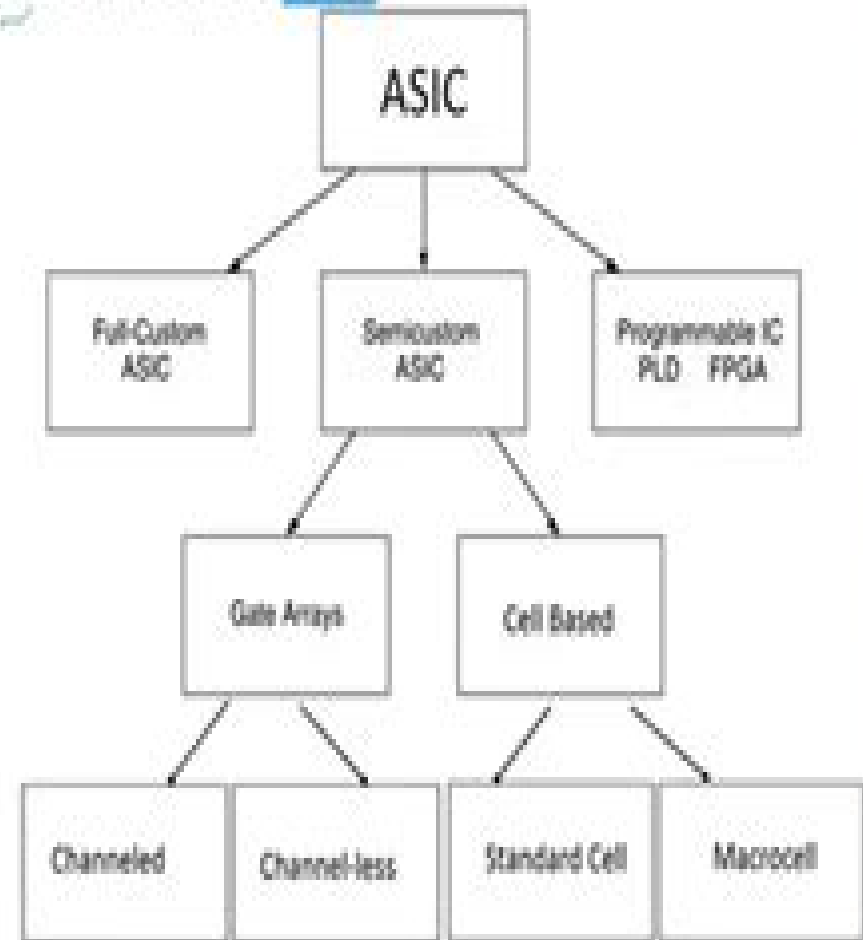 ASIC
Full-Custom
ASIC
Semicustom
ASIC
Programmable IC
PLD FPGA
Gate Arrays
Cell Based
Channeled
Channel-less
Standard Cell
Macrocell